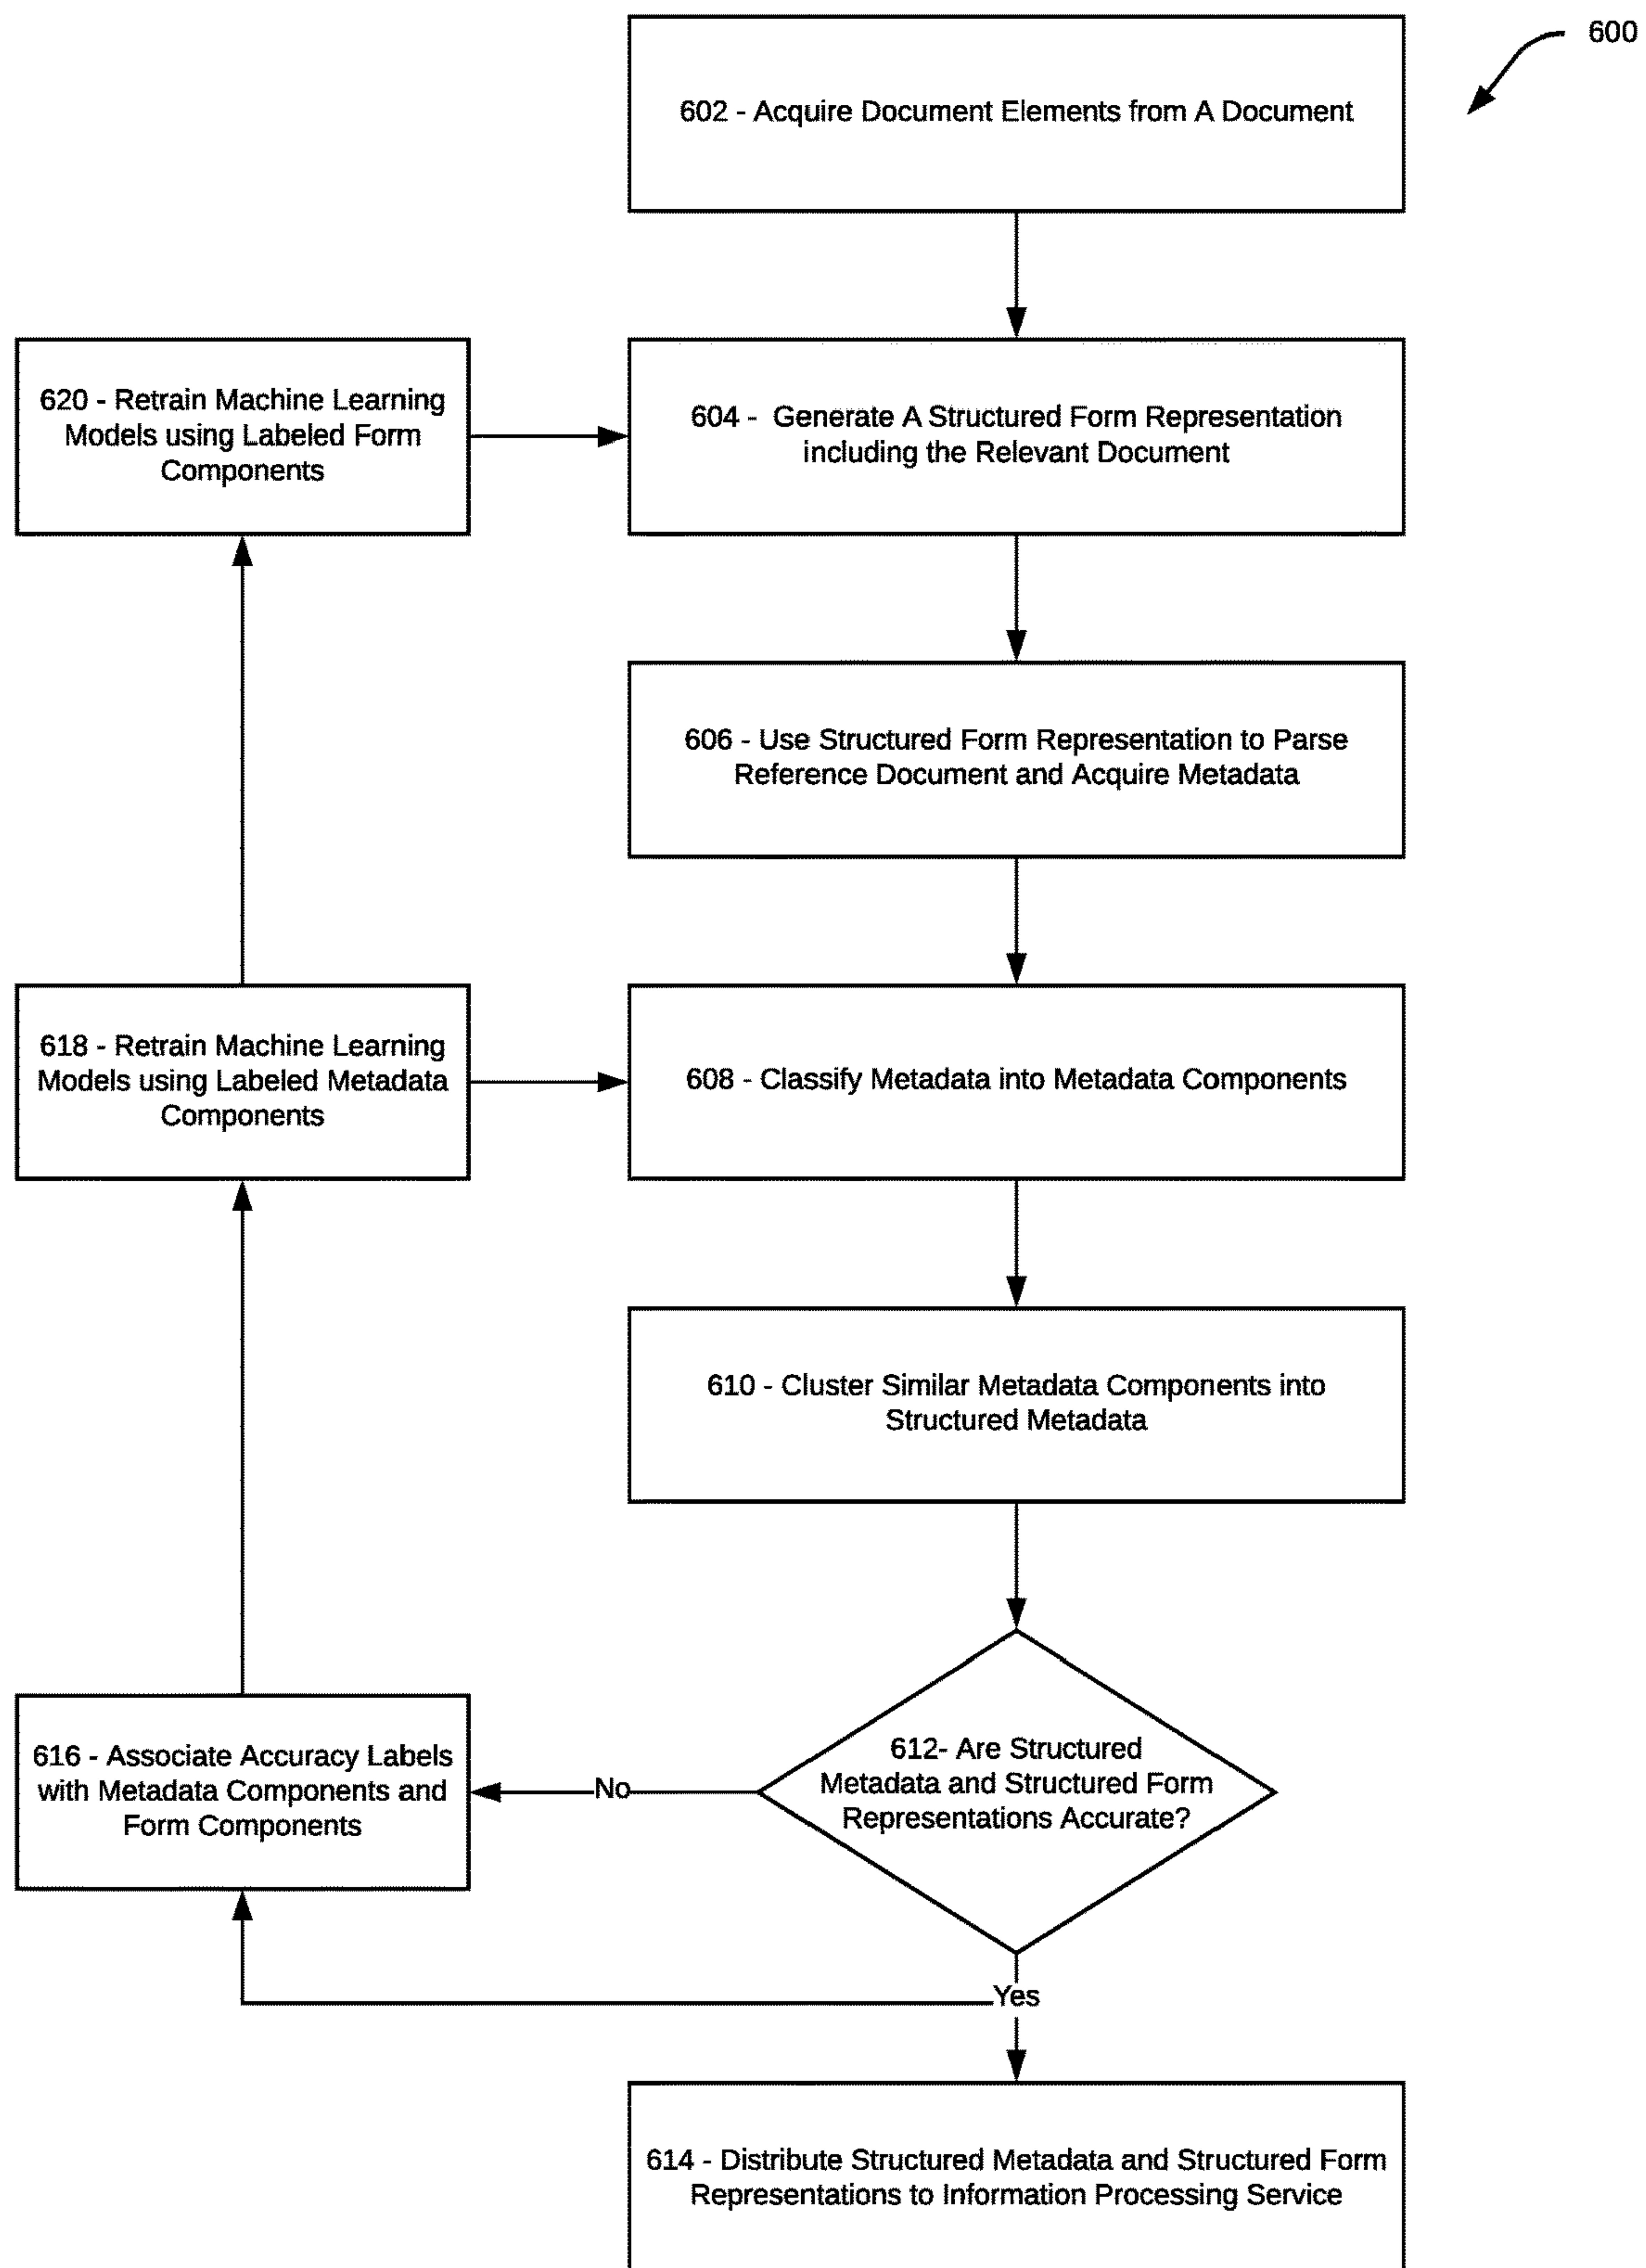 600
602 - Acquire Document Elements from A Document
620 - Retrain Machine Learning
Models using Labeled Form
Components
604 -  Generate A Structured Form Representation
including the Relevant Document
606 - Use Structured Form Representation to Parse
Reference Document and Acquire Metadata
618 - Retrain Machine Learning
Models using Labeled Metadata
Components
608 - Classify Metadata into Metadata Components
610 - Cluster Similar Metadata Components into
Structured Metadata
616 - Associate Accuracy Labels
with Metadata Components and
Form Components
No
612- Are Structured
Metadata and Structured Form
Representations Accurate?
Yes
614 - Distribute Structured Metadata and Structured Form
Representations to Information Processing Service